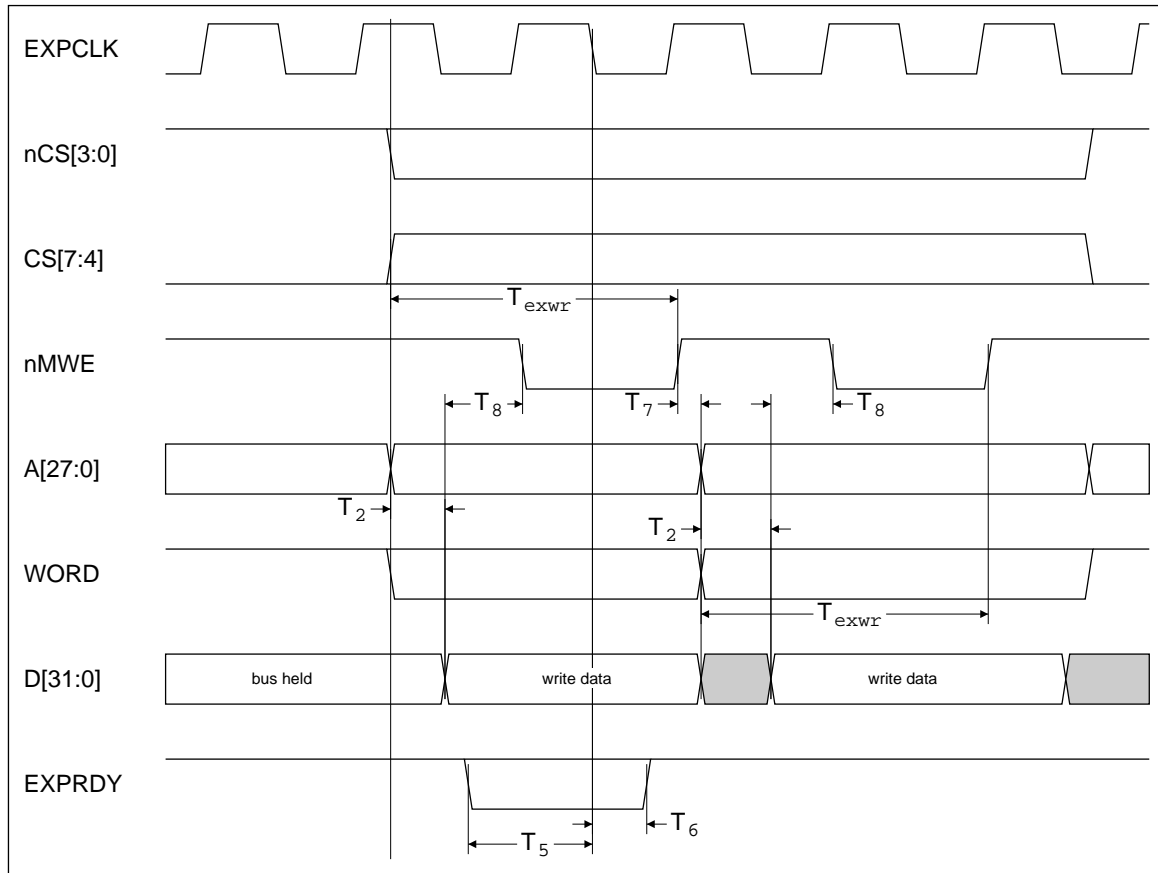 EXPCLK
nCS[3:0]
CS[7:4]
Texwr
nMWE
T8 T7 T8
A[27:0]
T2 T2
WORD
Texwr
D[31:0] bus held write data write data
EXPRDY
T5 T6